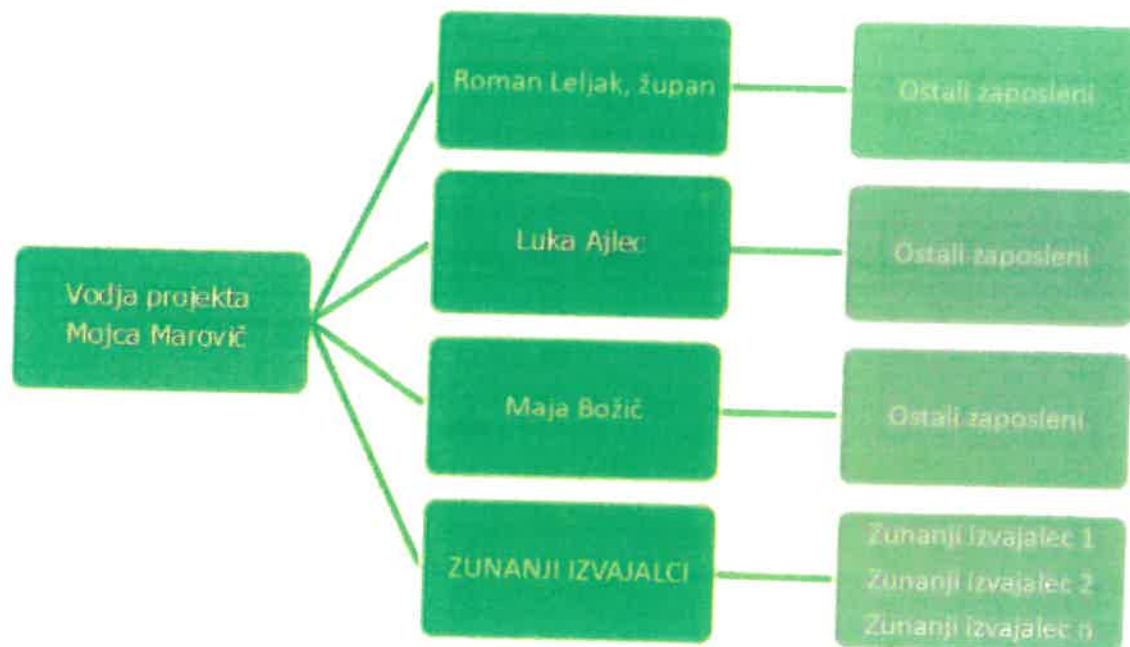 Vodja projekta
Mojca Marovič
Roman Leljak, župan
Ostali zaposleni
Luka Ajlec
Ostali zaposleni
Maja Božič
Ostali zaposleni
ZUNANJI IZVAJALCI
Zunanji izvajalec 1
Zunanji izvajalec 2
Zunanji izvajalec n